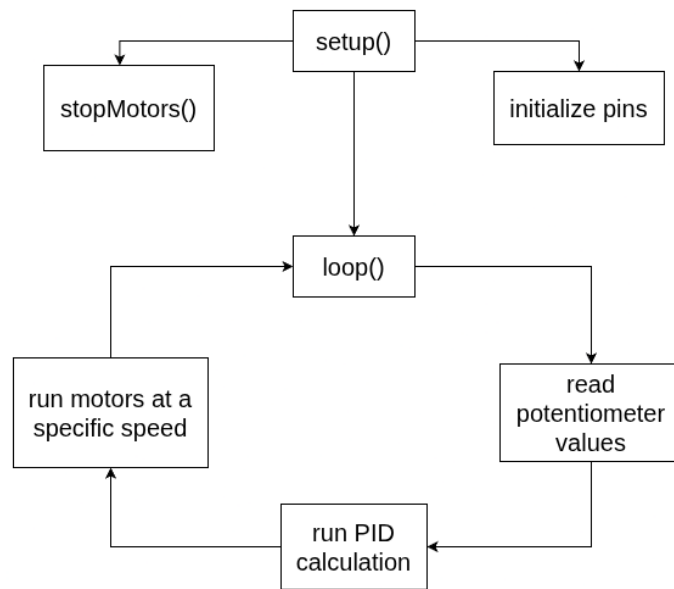 setup()
stopMotors()
initialize pins
loop()
run motors at a
specific speed
read
potentiometer
values
run PID
calculation